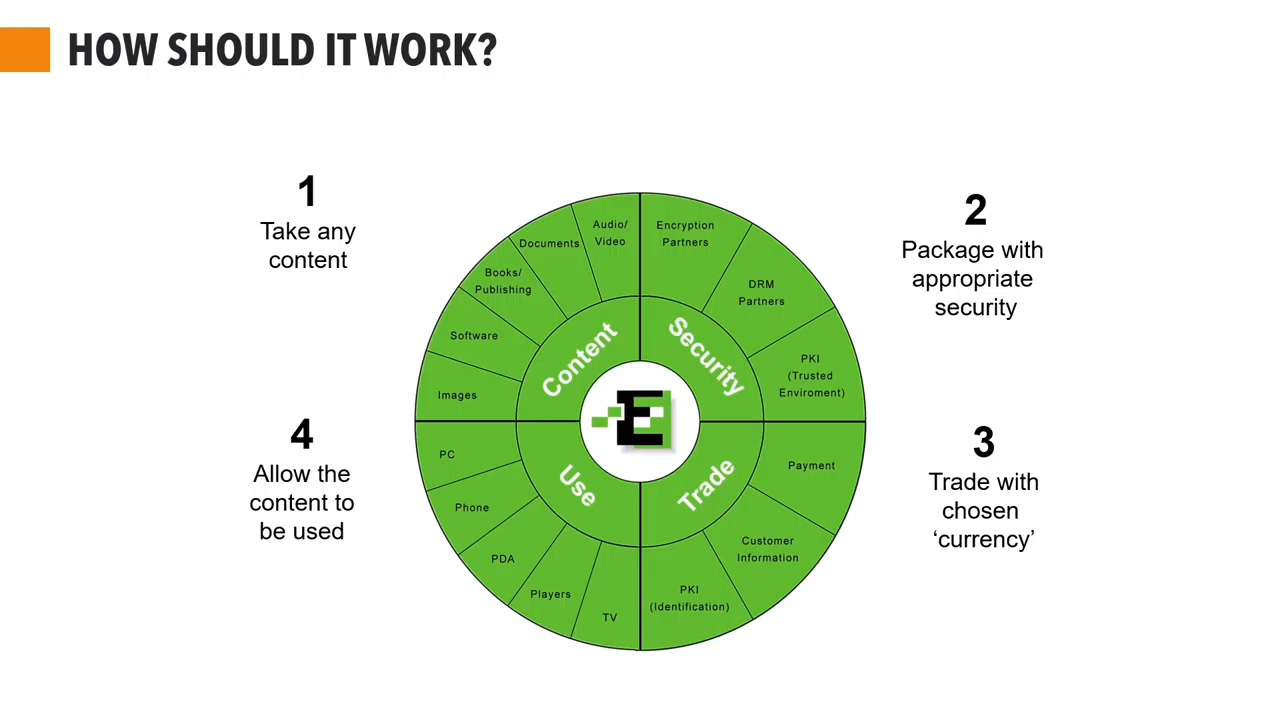 HOW SHOULD IT WORK?
1
Take any
content
2
Package with
appropriate
security
3
Trade with
chosen
‘currency’
4
Allow the
content to
be used
Content
Images
Software
Books/
Publishing
Documents
Audio/
Video
Security
Encryption
Partners
DRM
Partners
PKI
(Trusted
Enviroment)
Trade
Payment
Customer
Information
PKI
(Identification)
Use
TV
Players
PDA
Phone
PC
E